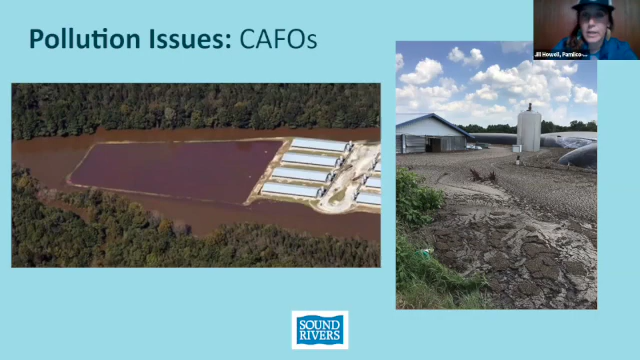 Pollution Issues: CAFOs
Jill Howell, Pamlico-...
SOUND
RIVERS